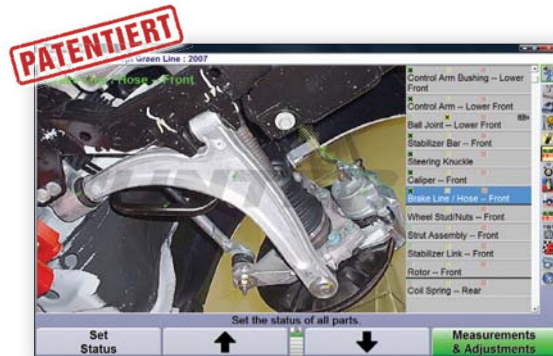 PATENTIERT
Green Line : 2007
/ Hose -- Front
HUNTER
Control Arm Bushing -- Lower
Front
Control Arm -- Lower Front
Ball Joint -- Lower Front
Stabilizer Bar -- Front
Steering Knuckle
Caliper -- Front
Brake Line / Hose -- Front
Wheel Stud/Nuts -- Front
Strut Assembly -- Front
Stabilizer Link -- Front
Rotor -- Front
Coil Spring -- Rear
Set the status of all parts.
Set
Status
Measurements
& Adjustments